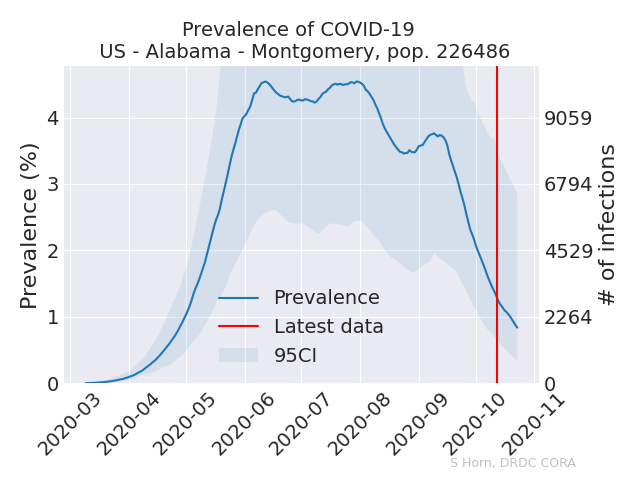 Prevalence of COVID-19
US - Alabama - Montgomery, pop. 226486
Prevalence (%)
4
3
2
1
0
9059
6794
4529
2264
0
# of infections
Prevalence
Latest data
95CI
2020-03
2020-04
2020-05
2020-06
2020-07
2020-08
2020-09
2020-10
2020-11
S Horn, DRDC CORA